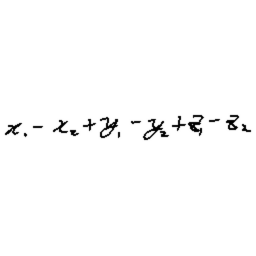 x₁ - x₂ + y₁ - y₂ + z₁ - z₂